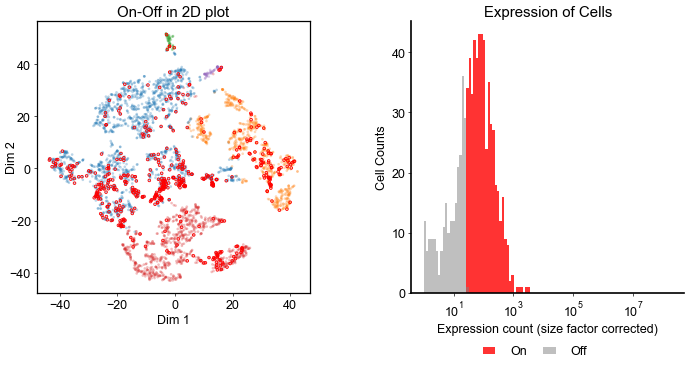 On-Off in 2D plot
Expression of Cells
40
20
0
−20
−40
Dim 2
−40 −20 0 20 40
Dim 1
40
30
20
10
0
Cell Counts
10^1 10^3 10^5 10^7
Expression count (size factor corrected)
On Off